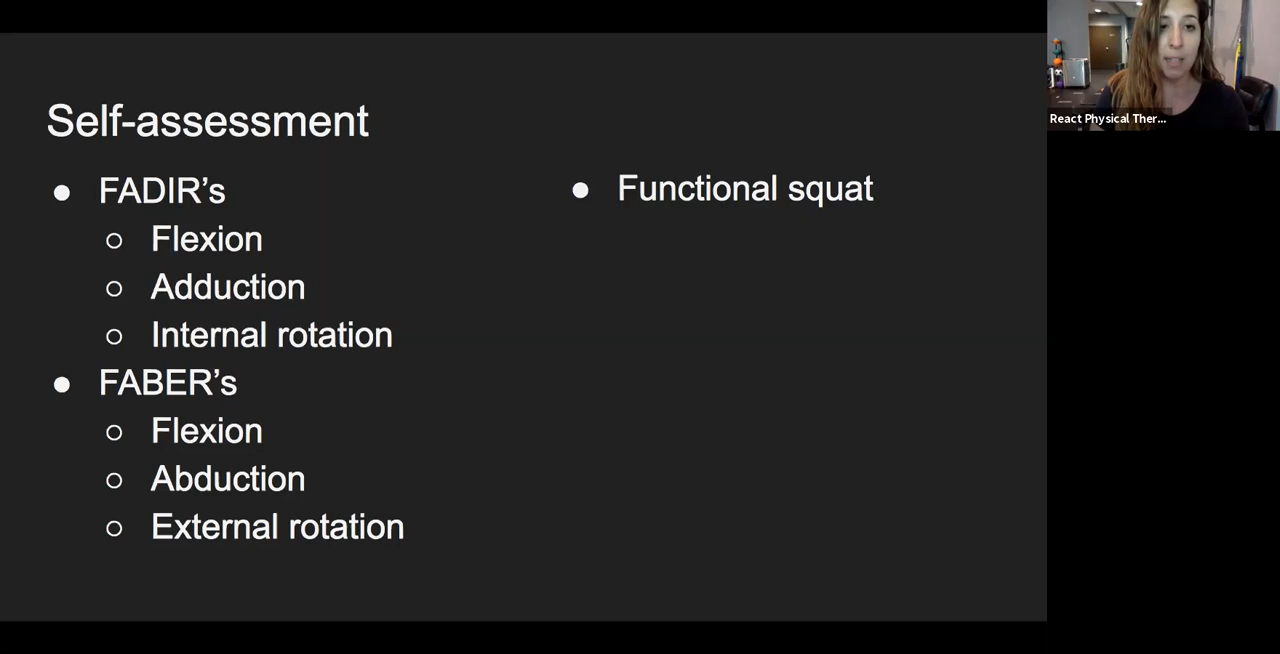 Self-assessment
● FADIR’s
○ Flexion
○ Adduction
○ Internal rotation
● FABER’s
○ Flexion
○ Abduction
○ External rotation
● Functional squat
React Physical Ther...